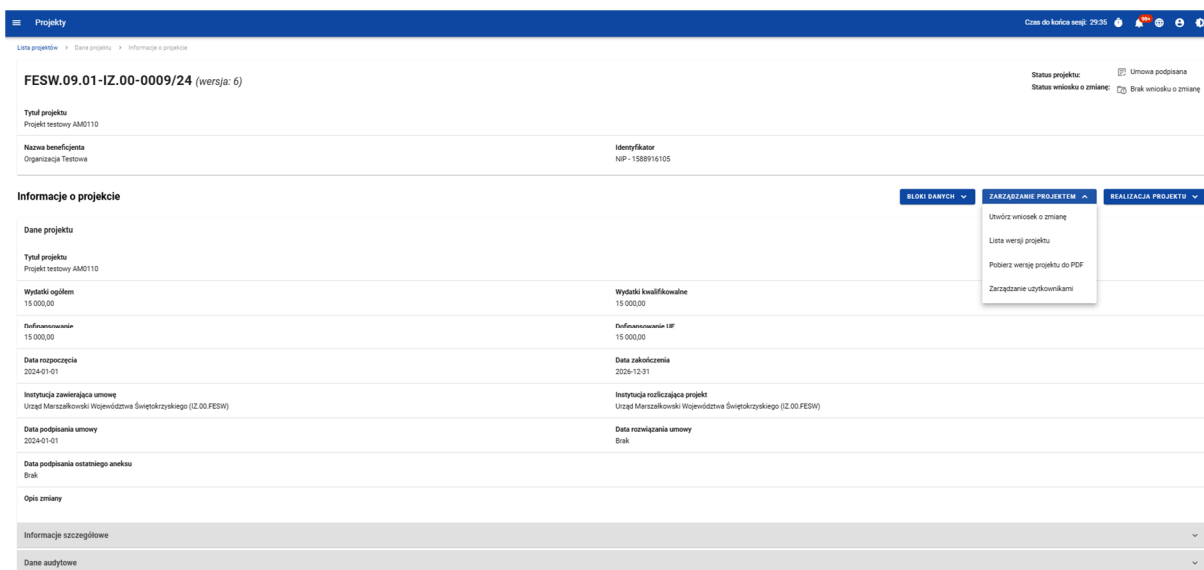 Projekty
Czas do końca sesji: 29:35
99+
Lista projektów > Dane projektu > Informacje o projekcie
FESW.09.01-IZ.00-0009/24 (wersja: 6)
Status projektu: Umowa podpisana
Status wniosku o zmianę: Brak wniosku o zmianę
Tytuł projektu
Projekt testowy AM0110
Nazwa beneficjenta
Organizacja Testowa
Identyfikator
NIP - 1588916105
Informacje o projekcie
BLOKI DANYCH
ZARZĄDZANIE PROJEKTEM
REALIZACJA PROJEKTU
Utwórz wniosek o zmianę
Lista wersji projektu
Pobierz wersję projektu do PDF
Zarządzanie użytkownikami
Dane projektu
Tytuł projektu
Projekt testowy AM0110
Wydatki ogółem
15 000,00
Wydatki kwalifikowalne
15 000,00
Dofinansowanie
15 000,00
Dofinansowanie UE
15 000,00
Data rozpoczęcia
2024-01-01
Data zakończenia
2026-12-31
Instytucja zawierająca umowę
Urząd Marszałkowski Województwa Świętokrzyskiego (IZ.00.FESW)
Instytucja rozliczająca projekt
Urząd Marszałkowski Województwa Świętokrzyskiego (IZ.00.FESW)
Data podpisania umowy
2024-01-01
Data rozwiązania umowy
Brak
Data podpisania ostatniego aneksu
Brak
Opis zmiany
Informacje szczegółowe
Dane audytowe